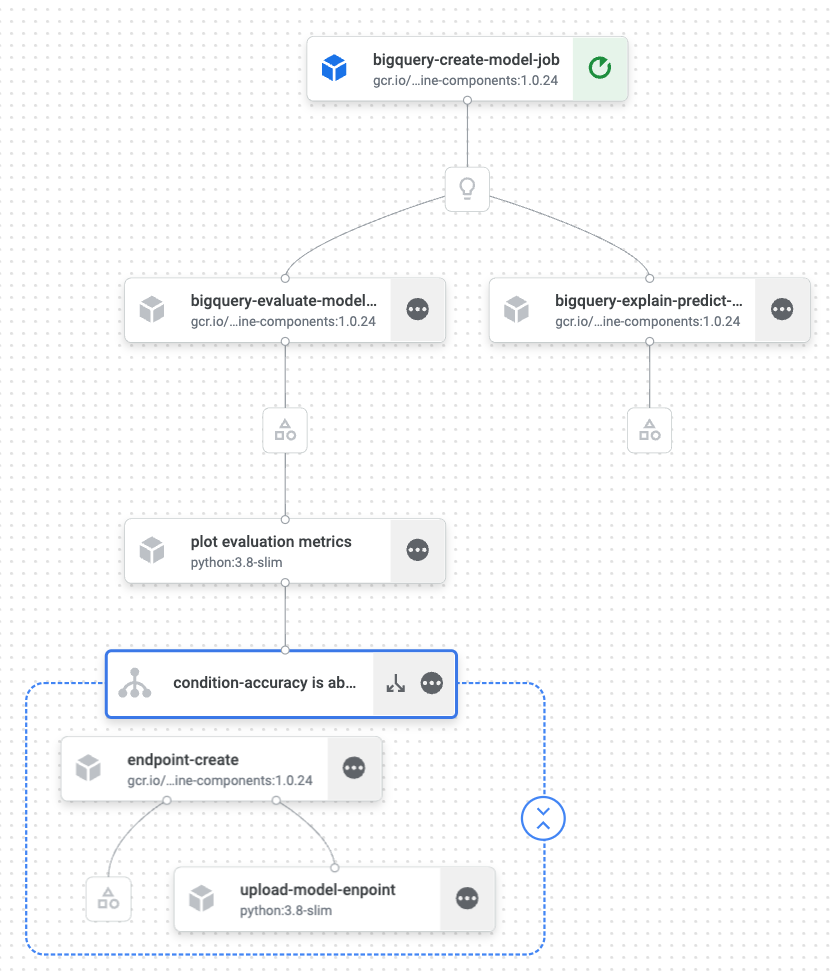 bigquery-create-model-job
gcr.io/...ine-components:1.0.24
bigquery-evaluate-model...
gcr.io/...ine-components:1.0.24
bigquery-explain-predict-...
gcr.io/...ine-components:1.0.24
plot evaluation metrics
python:3.8-slim
condition-accuracy is ab...
endpoint-create
gcr.io/...ine-components:1.0.24
upload-model-enpoint
python:3.8-slim